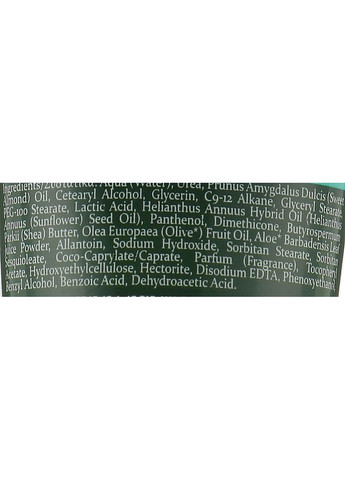 Ingredients/Συστατικά: Aqua (Water), Urea, Prunus Amygdalus Dulcis (Sweet
Almond) Oil, Cetearyl Alcohol, Glycerin, C9-12 Alkane, Glyceryl Stearate,
PEG-100 Stearate, Lactic Acid, Helianthus Annuus Hybrid Oil (Helianthus
Annuus (Sunflower) Seed Oil), Panthenol, Dimethicone, Butyrospermum
Parkii (Shea) Butter, Olea Europaea (Olive*) Fruit Oil, Aloe* Barbadensis Leaf
Juice Powder, Allantoin, Sodium Hydroxide, Sorbitan Stearate, Sorbitan
Sesquioleate, Coco-Caprylate/Caprate, Parfum (Fragrance), Tocopheryl
Acetate, Hydroxyethylcellulose, Hectorite, Disodium EDTA, Phenoxyethanol,
Benzyl Alcohol, Benzoic Acid, Dehydroacetic Acid.